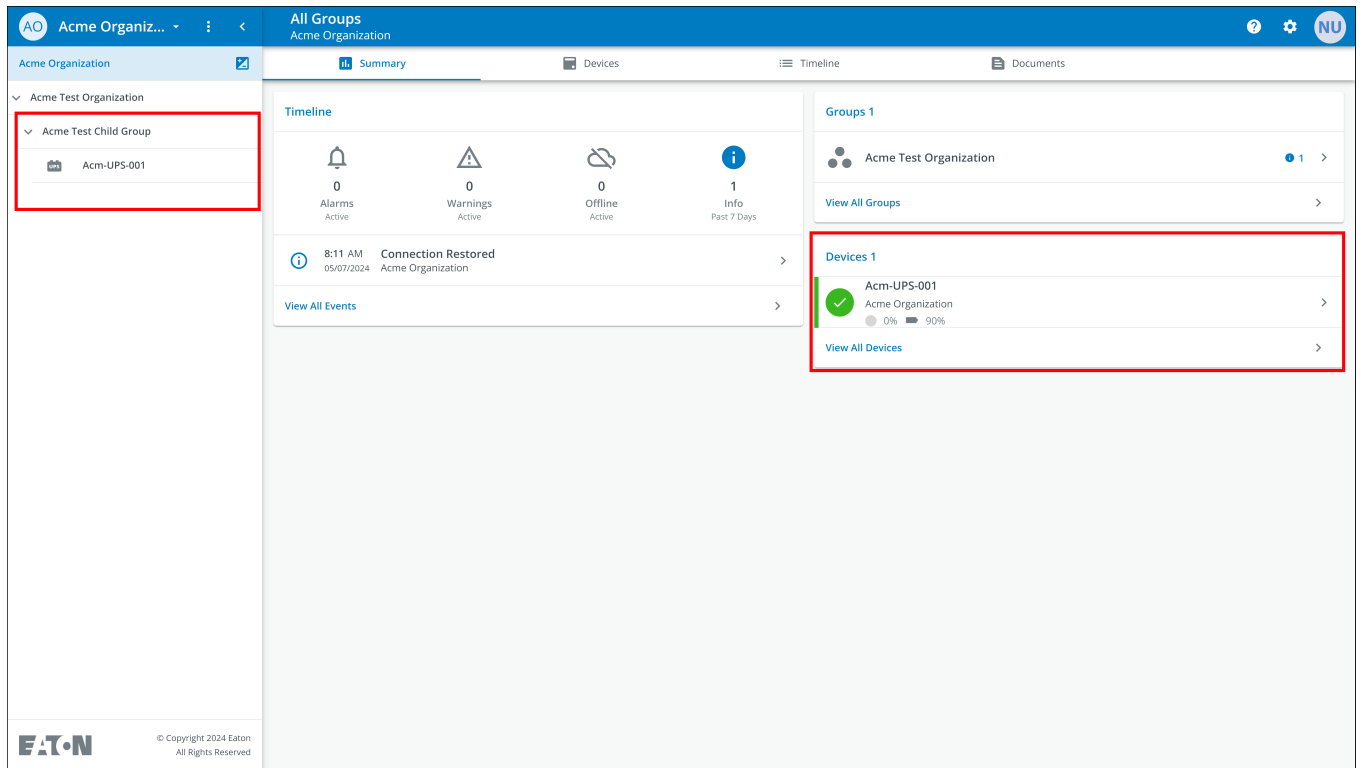 AO Acme Organiz...
All Groups
Acme Organization
NU
Acme Organization
Acme Test Organization
Acme Test Child Group
UPS Acm-UPS-001
Summary Devices Timeline Documents
Timeline
0 0 0 1
Alarms Warnings Offline Info
Active Active Active Past 7 Days
8:11 AM Connection Restored
05/07/2024 Acme Organization
View All Events
Groups 1
Acme Test Organization 1
View All Groups
Devices 1
Acm-UPS-001
Acme Organization
0% 90%
View All Devices
EATON
© Copyright 2024 Eaton
All Rights Reserved